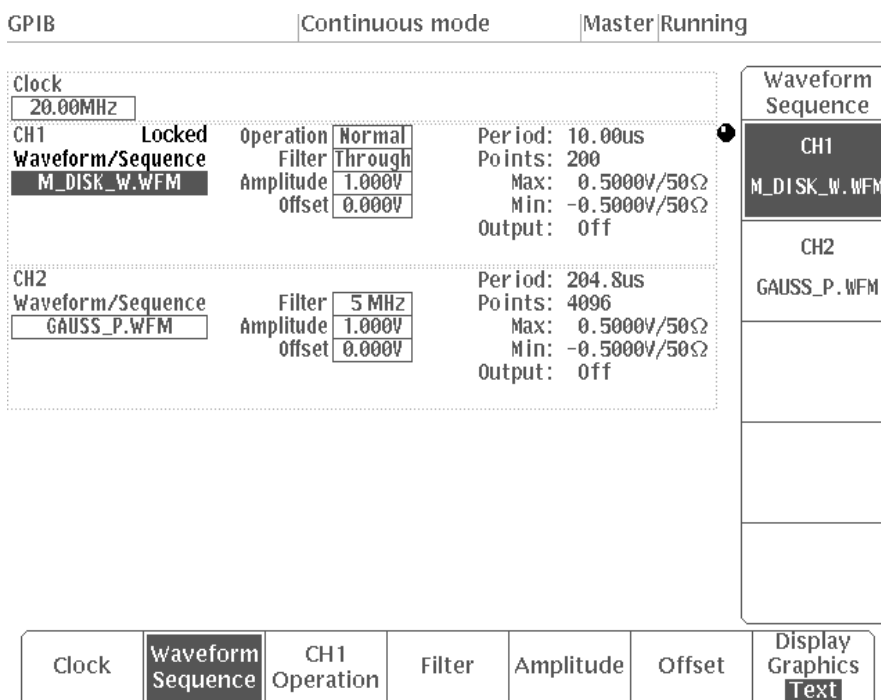 GPIB Continuous mode Master Running
Clock
20.00MHz
CH1 Locked
Waveform/Sequence
M_DISK_W.WFM
Operation Normal
Filter Through
Amplitude 1.000V
Offset 0.000V
Period: 10.00us
Points: 200
Max: 0.5000V/50Ω
Min: -0.5000V/50Ω
Output: Off
CH2
Waveform/Sequence
GAUSS_P.WFM
Filter 5 MHz
Amplitude 1.000V
Offset 0.000V
Period: 204.8us
Points: 4096
Max: 0.5000V/50Ω
Min: -0.5000V/50Ω
Output: Off
Waveform
Sequence
CH1
M_DISK_W.WFM
CH2
GAUSS_P.WFM
Clock
Waveform
Sequence
CH1
Operation
Filter
Amplitude
Offset
Display
Graphics
Text